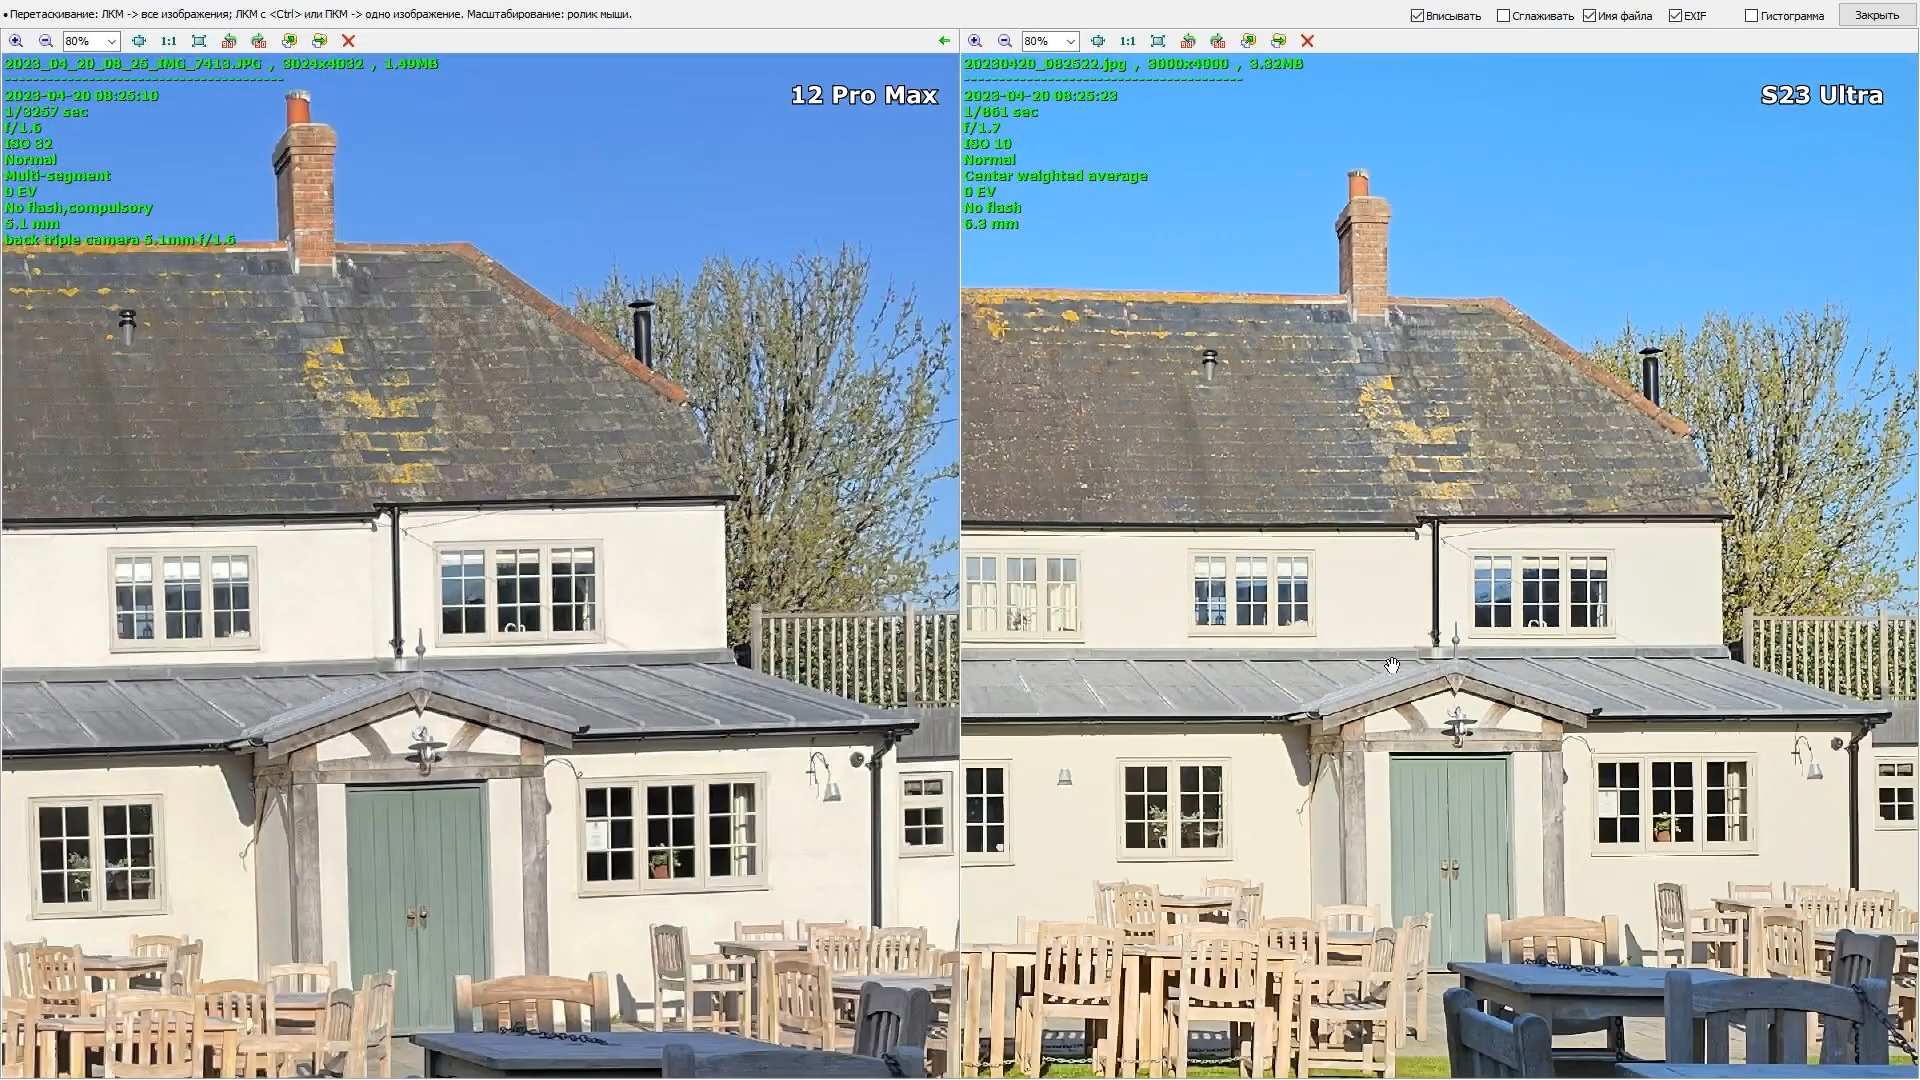 •Перетаскивание: ЛКМ -> все изображения; ЛКМ с <Ctrl> или ПКМ -> одно изображение. Масштабирование: ролик мыши.
Вписывать Сглаживать Имя файла EXIF Гистограмма Закрыть
80% 1:1
80% 1:1
2023_04_20_08_25_IMG_7413.JPG , 3024x4032 , 1.49MB
---------------------------------------
2023-04-20 08:25:10
1/3257 sec
f/1.6
ISO 32
Normal
Multi-segment
0 EV
No flash,compulsory
5.1 mm
back triple camera 5.1mm f/1.6
12 Pro Max
20230420_082522.jpg , 3000x4000 , 3.32MB
---------------------------------------
2023-04-20 08:25:23
1/861 sec
f/1.7
ISO 10
Normal
Center weighted average
0 EV
No flash
6.3 mm
S23 Ultra